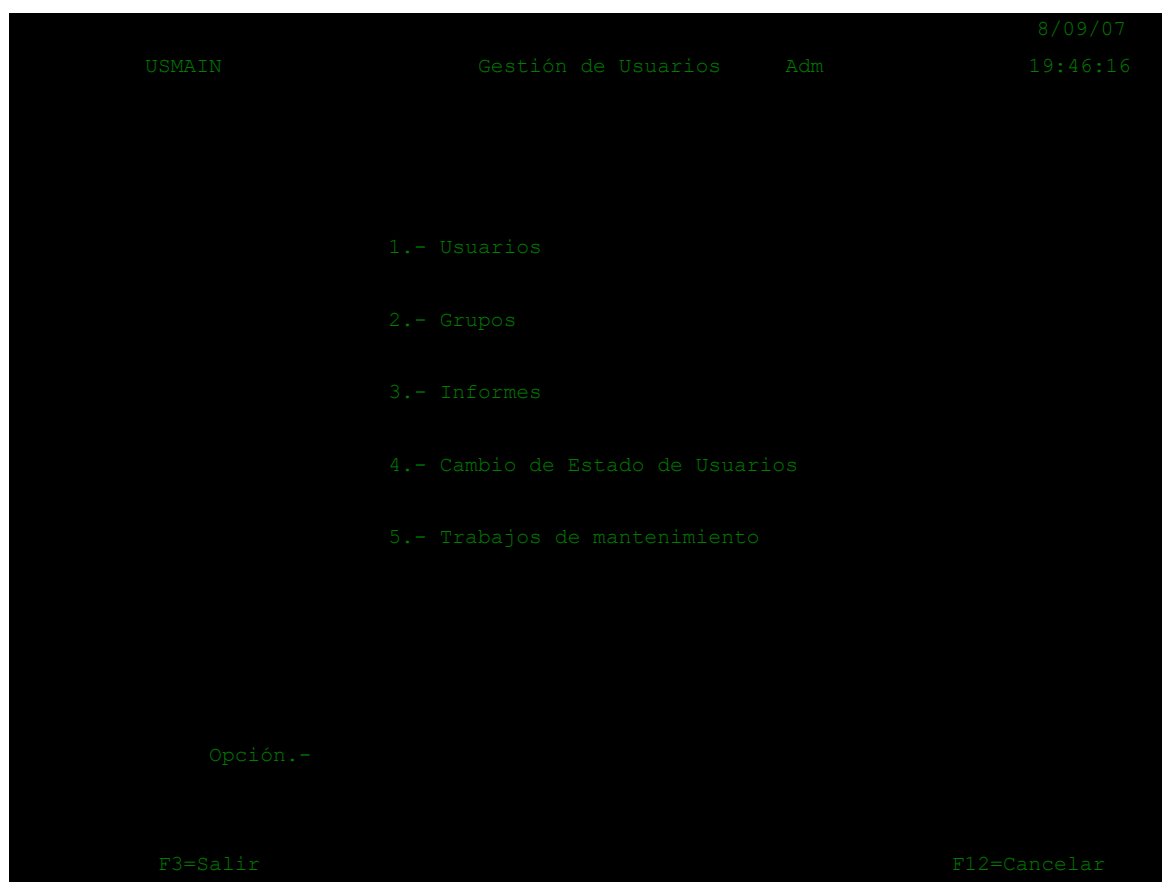 8/09/07
USMAIN Gestión de Usuarios Adm 19:46:16
1.- Usuarios
2.- Grupos
3.- Informes
4.- Cambio de Estado de Usuarios
5.- Trabajos de mantenimiento
Opción.-
F3=Salir F12=Cancelar